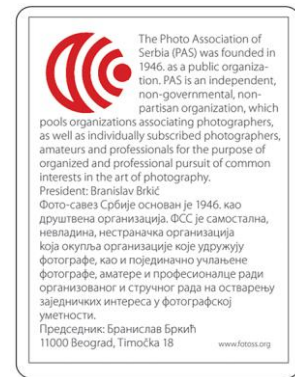 The Photo Association of
Serbia (PAS) was founded in
1946. as a public organiza-
tion. PAS is an independent,
non-governmental, non-
partisan organization, which
pools organizations associating photographers,
as well as individually subscribed photographers,
amateurs and professionals for the purpose of
organized and professional pursuit of common
interests in the art of photography.
President: Branislav Brkić
Фото-савез Србије основан је 1946. као
друштвена организација. ФСС је самостална,
невладина, нестраначка организација
која окупља организације које удружују
фотографе, као и појединачно учлањене
фотографе, аматере и професионалце ради
организованог и стручног рада на остварењу
заједничких интереса у фотографској
уметности.
Председник: Бранислав Бркић
11000 Beograd, Timočka 18 www.fotoss.org